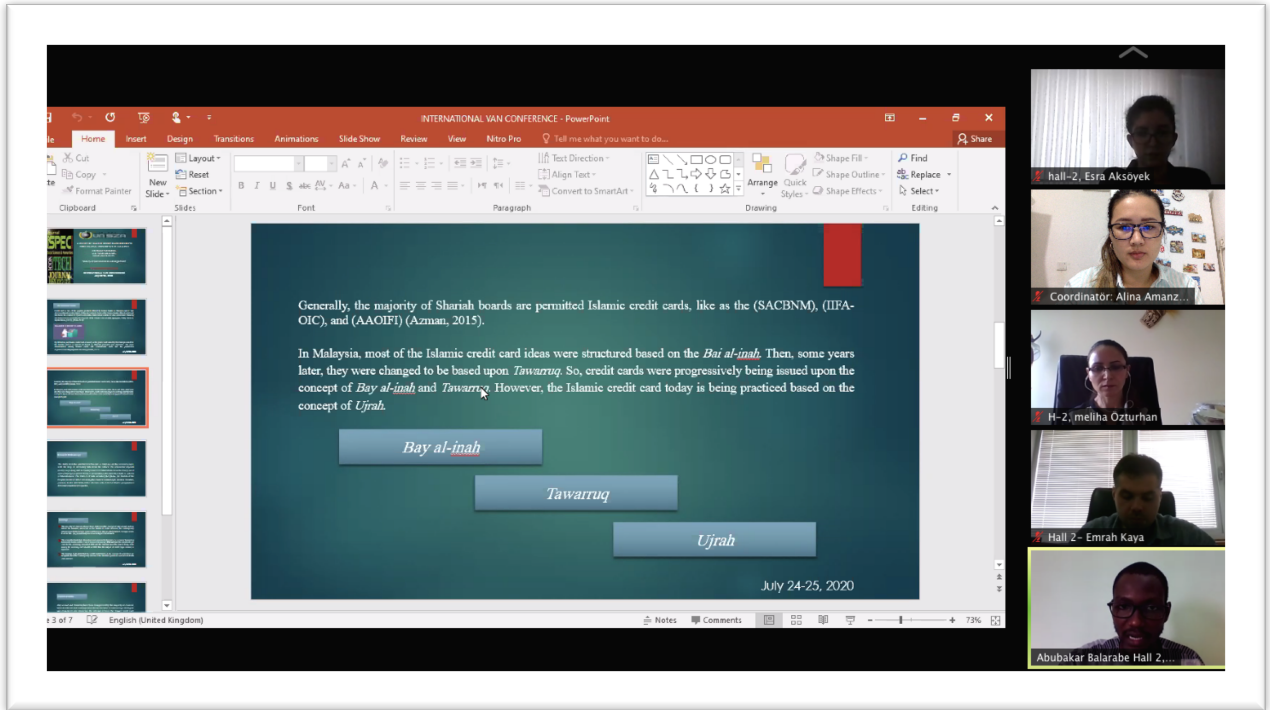 INTERNATIONAL VAN CONFERENCE - PowerPoint
Home Insert Design Transitions Animations Slide Show Review View Nitro Pro Tell me what you want to do... Share
Cut
Copy
Format Painter
Clipboard
New
Slide
Layout
Reset
Section
Slides
B I U S abc AV Aa A
Font
Text Direction
Align Text
Convert to SmartArt
Paragraph
Arrange
Quick
Styles
Shape Fill
Shape Outline
Shape Effects
Drawing
Find
Replace
Select
Editing
Generally, the majority of Shariah boards are permitted Islamic credit cards, like as the (SACBNM), (IIFA-
OIC), and (AAOIFI) (Azman, 2015).
In Malaysia, most of the Islamic credit card ideas were structured based on the Bai al-inah. Then, some years
later, they were changed to be based upon Tawarruq. So, credit cards were progressively being issued upon the
concept of Bay al-inah and Tawarruq. However, the Islamic credit card today is being practiced based on the
concept of Ujrah.
Bay al-inah
Tawarruq
Ujrah
July 24-25, 2020
3 of 7 English (United Kingdom) Notes Comments 73%
hall-2, Esra Aksöyek
Coordinatör: Alina Amanz...
H-2, meliha Özturhan
Hall 2- Emrah Kaya
Abubakar Balarabe Hall 2,...